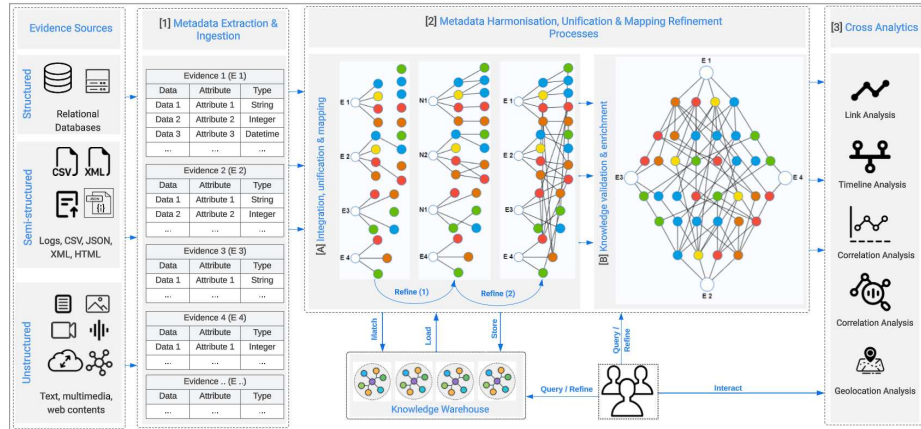 Evidence Sources
Structured
Relational
Databases
Semi-structured
CSV
XML
JSON
Logs, CSV, JSON,
XML, HTML
Unstructured
Text, multimedia,
web contents
[1] Metadata Extraction &
Ingestion
Evidence 1 (E 1)
Data Attribute Type
Data 1 Attribute 1 String
Data 2 Attribute 2 Integer
Data 3 Attribute 3 Datetime
... ... ...
Evidence 2 (E 2)
Data Attribute Type
Data 1 Attribute 1 String
Data 2 Attribute 2 Integer
... ... ...
Evidence 3 (E 3)
Data Attribute Type
Data 1 Attribute 1 String
... ... ...
Evidence 4 (E 4)
Data Attribute Type
Data 1 Attribute 1 Integer
... ... ...
Evidence .. (E ..)
Data Attribute Type
... ... ...
[2] Metadata Harmonisation, Unification & Mapping Refinement
Processes
[A] Integration, unification & mapping
E 1
E 2
E3
E 4
N1
N2
N1
E4
E 1
E 2
E3
E 4
Refine (1)
Refine (2)
[B] Knowledge validation & enrichment
E 1
E3
E 4
E 2
Match
Load
Store
Query /
Refine
Knowledge Warehouse
Query / Refine
Interact
[3] Cross Analytics
Link Analysis
Timeline Analysis
Correlation Analysis
Correlation Analysis
Geolocation Analysis